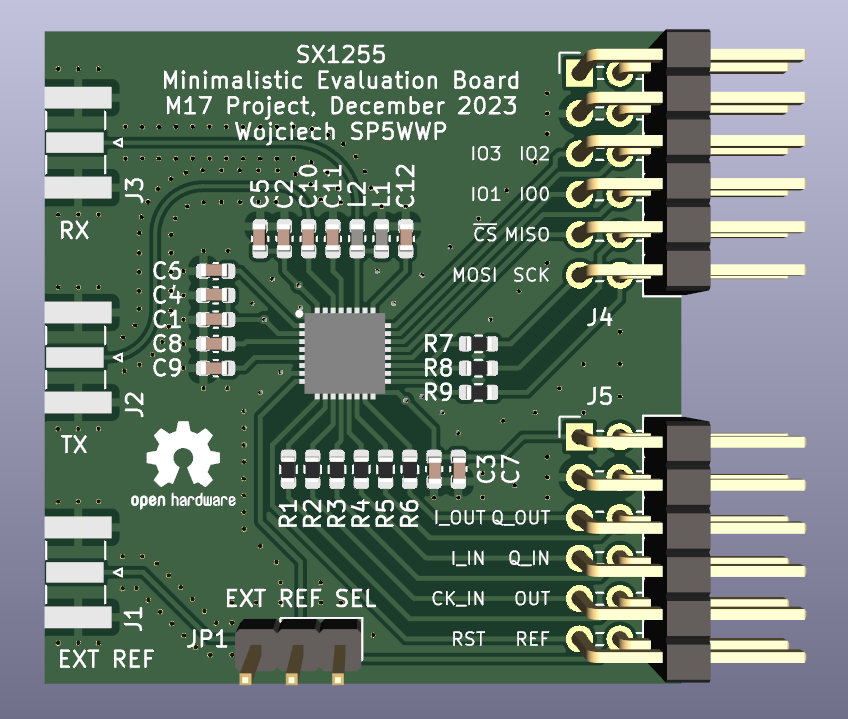 SX1255
Minimalistic Evaluation Board
M17 Project, December 2023
Wojciech SP5WWP
IO3 IO2
J3
C5
C2
C10
C11
L2
L1
C12
IO1 IO0
RX
CS MISO
C6
MOSI SCK
C4
C1
J4
C8
R7
C9
R8
R9
J2
J5
TX
open hardware
C3
C7
R1
R2
R3
R4
R5
R6
I_OUT Q_OUT
I_IN Q_IN
EXT REF SEL
CK_IN OUT
J1
JP1
RST REF
EXT REF